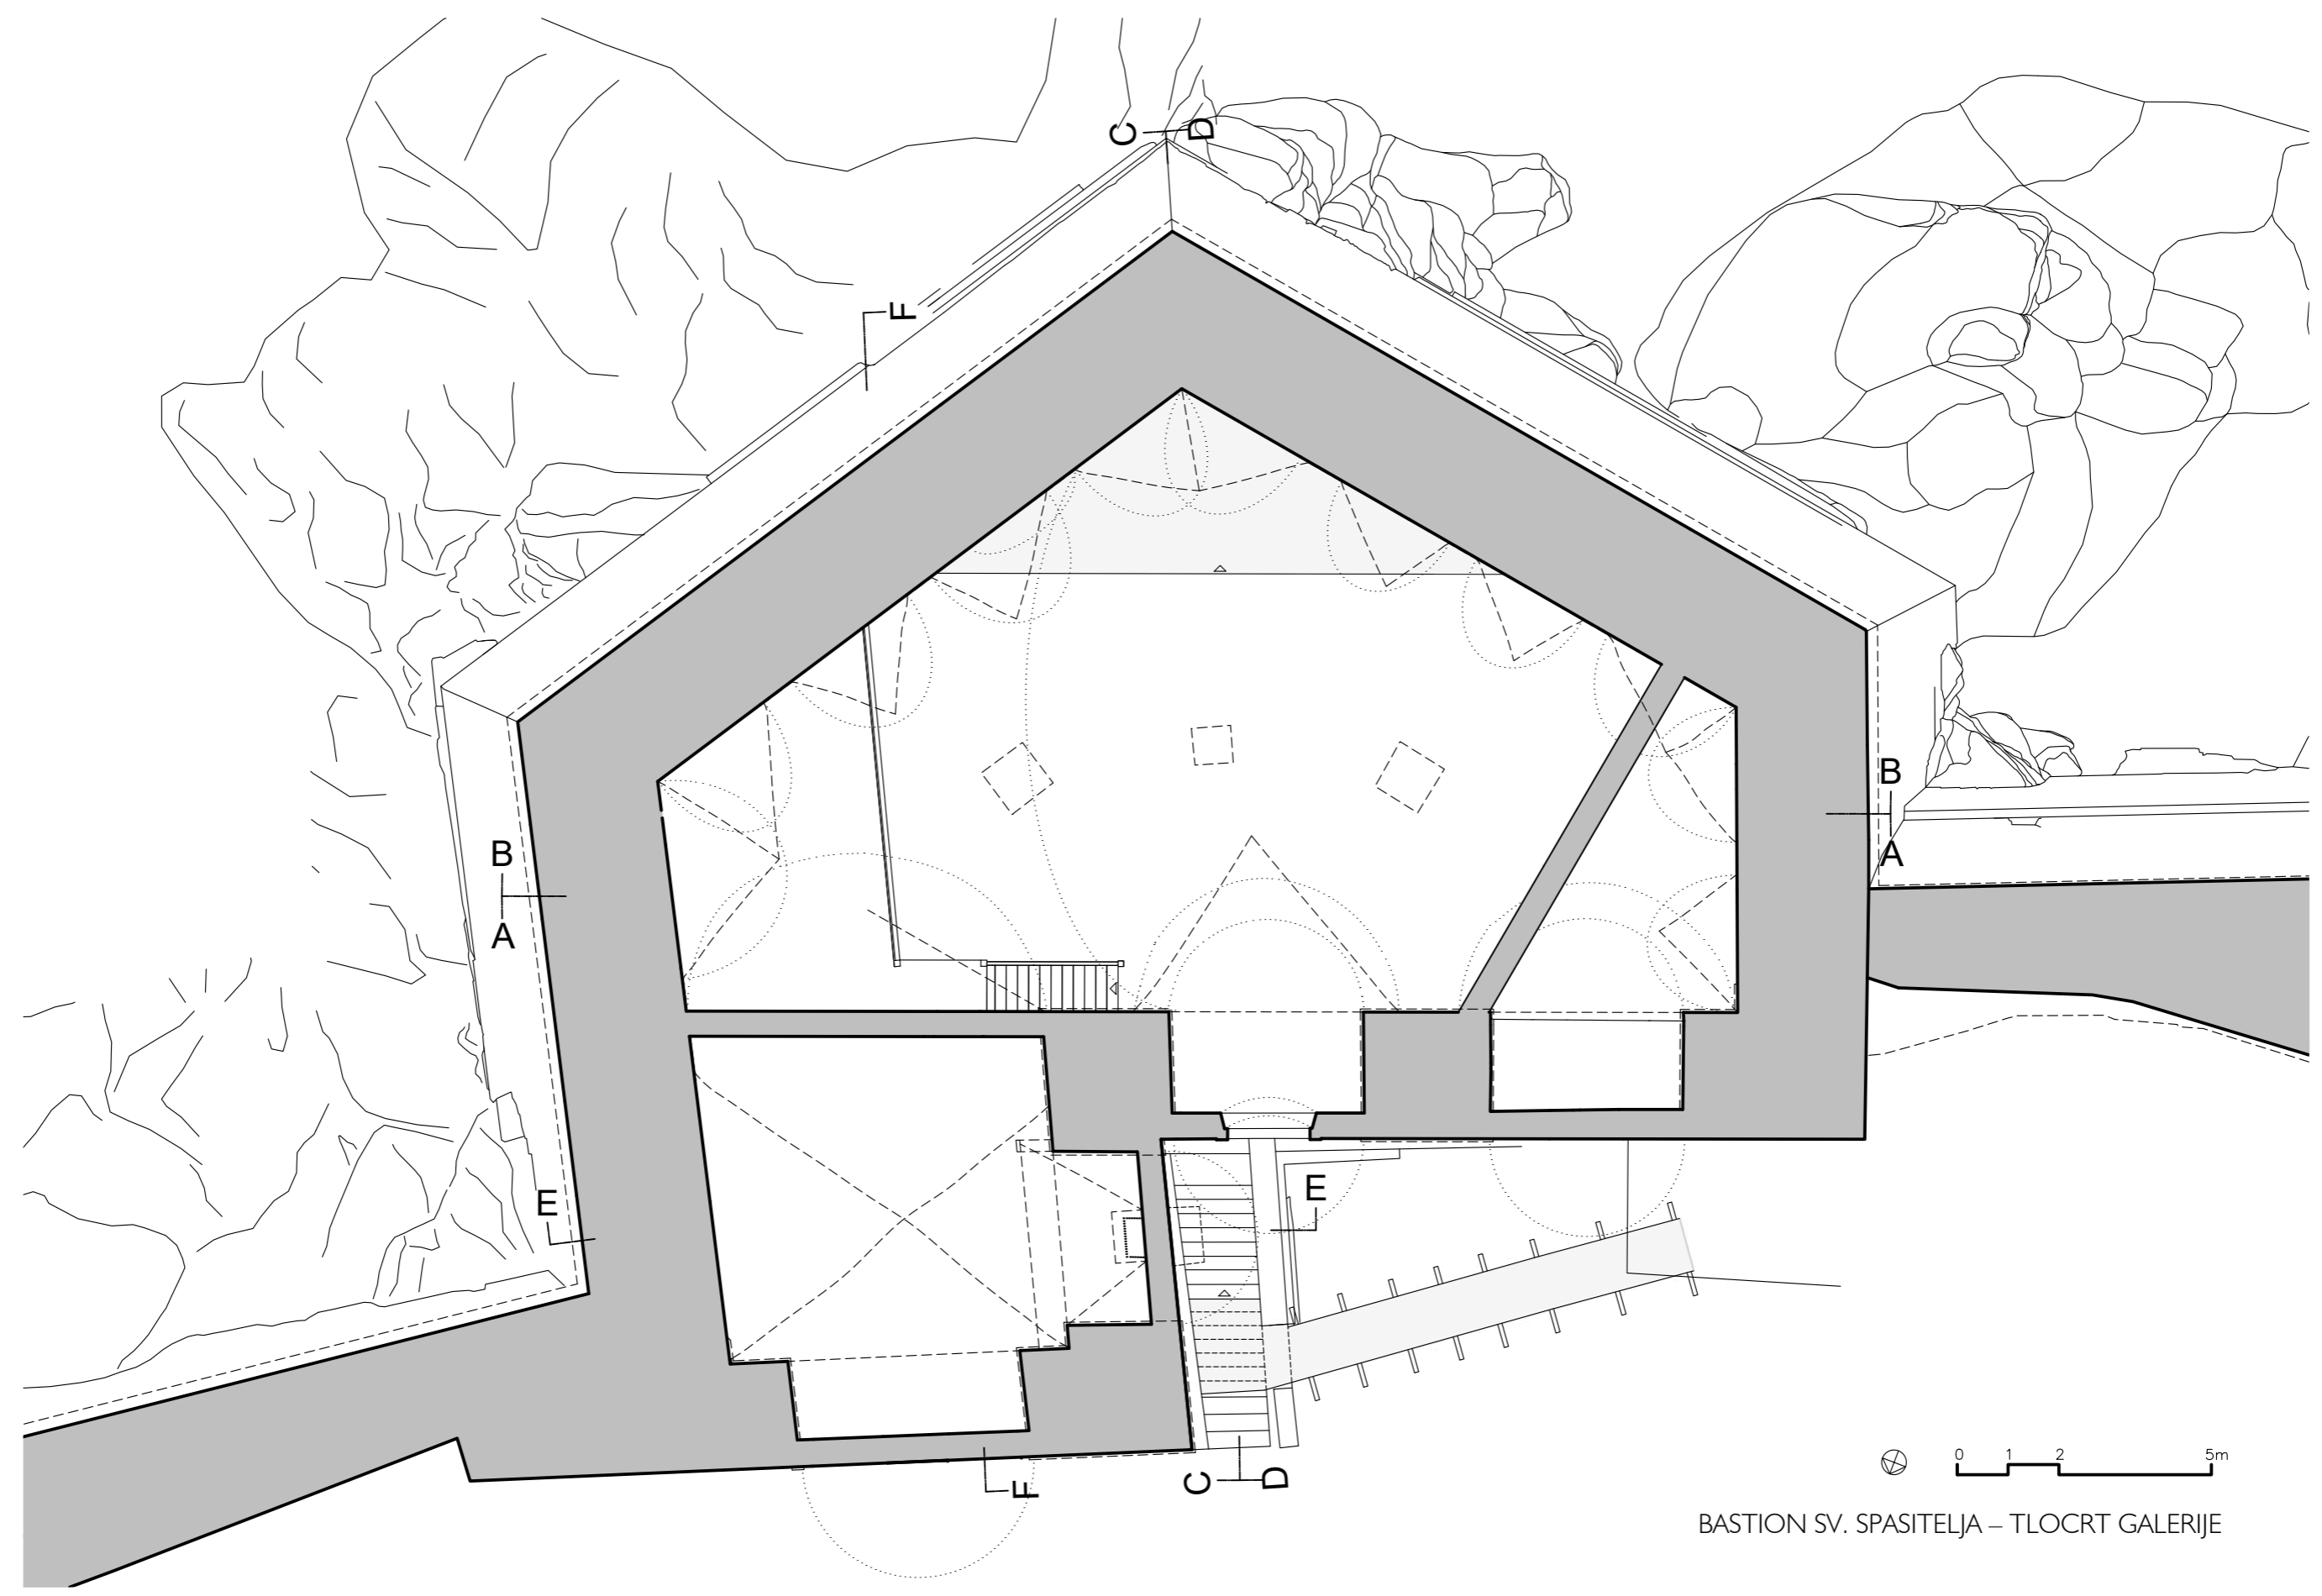 C D
F
B
B
A
B
A
E
E
F
C D
0 1 2 5m
BASTION SV. SPASITELJA – TLOCRT GALERIJE